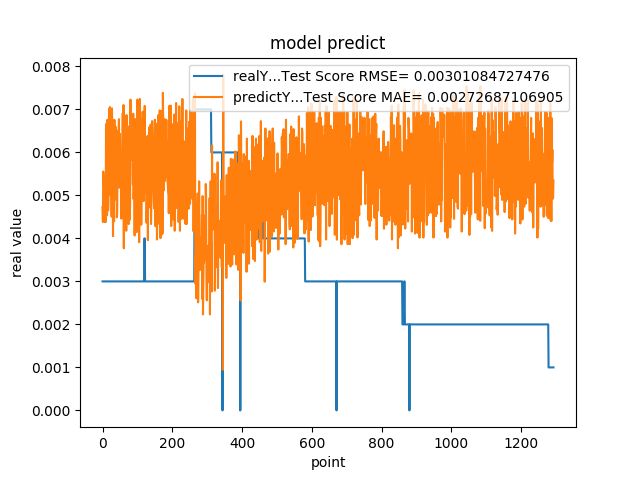 model predict
realY...Test Score RMSE= 0.00301084727476
predictY...Test Score MAE= 0.00272687106905
0.008
0.007
0.006
0.005
0.004
0.003
0.002
0.001
0.000
real value
0 200 400 600 800 1000 1200
point